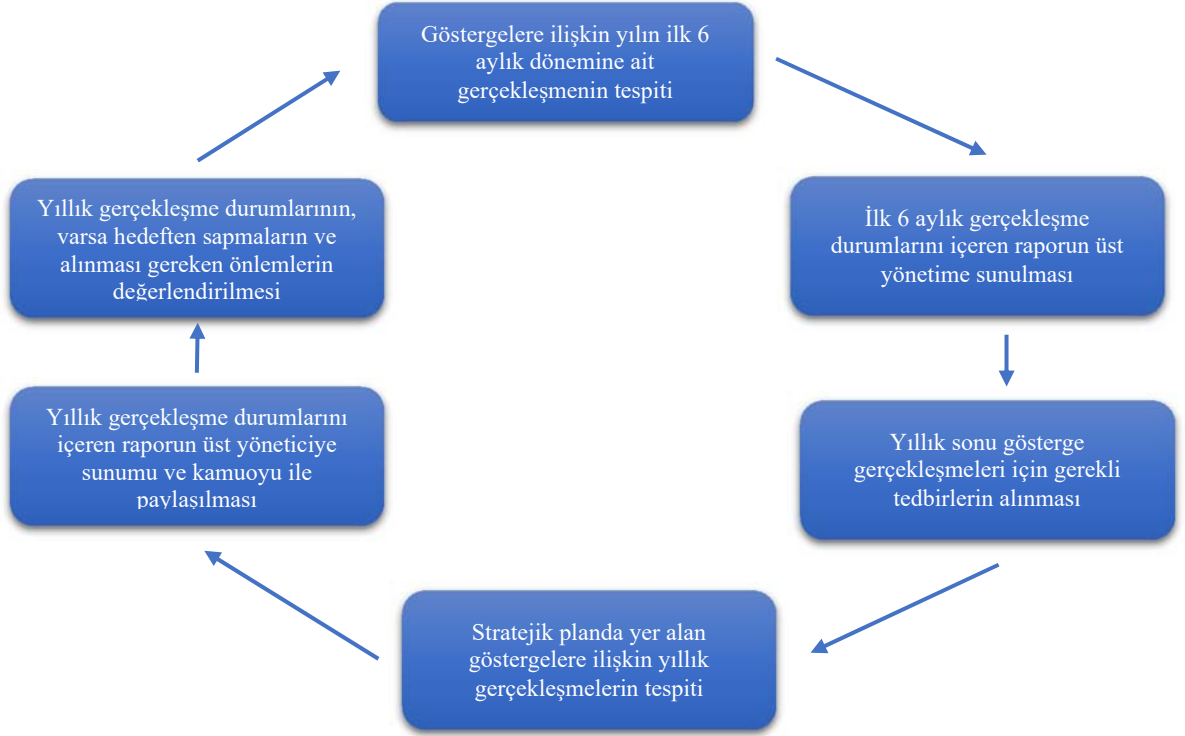 Göstergelere ilişkin yılın ilk 6
aylık dönemine ait
gerçekleşmenin tespiti
İlk 6 aylık gerçekleşme
durumlarını içeren raporun üst
yönetime sunulması
Yıllık sonu gösterge
gerçekleşmeleri için gerekli
tedbirlerin alınması
Stratejik planda yer alan
göstergelere ilişkin yıllık
gerçekleşmelerin tespiti
Yıllık gerçekleşme durumlarını
içeren raporun üst yöneticiye
sunumu ve kamuoyu ile
paylaşılması
Yıllık gerçekleşme durumlarının,
varsa hedeften sapmaların ve
alınması gereken önlemlerin
değerlendirilmesi